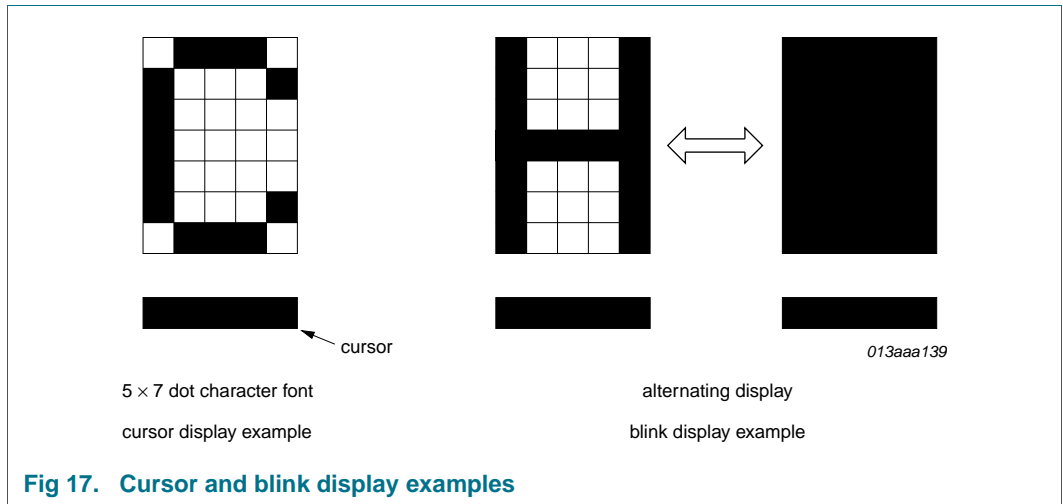 cursor
013aaa139
5 × 7 dot character font
alternating display
cursor display example
blink display example
Fig 17. Cursor and blink display examples